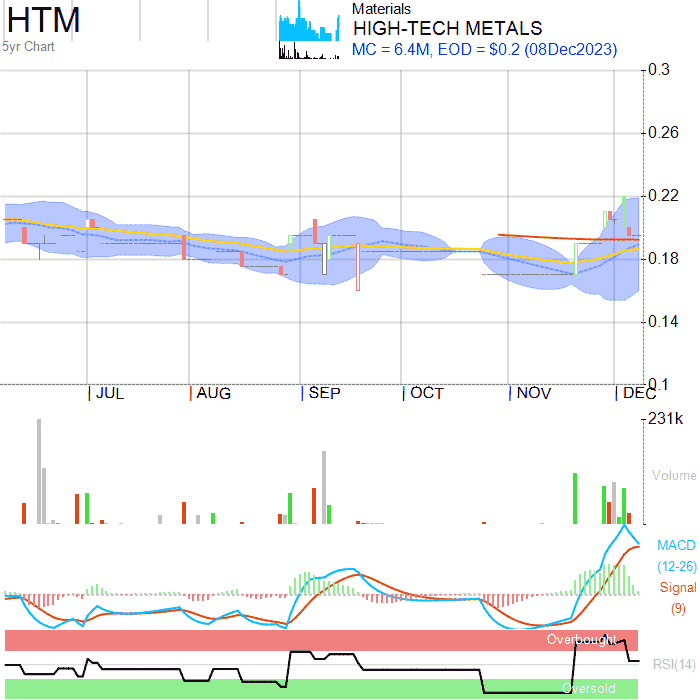 HTM
5yr Chart
Materials
HIGH-TECH METALS
MC = 6.4M, EOD = $0.2 (08Dec2023)
0.3
0.26
0.22
0.18
0.14
0.1
JUL AUG SEP OCT NOV DEC
231k
Volume
MACD
(12-26)
Signal
(9)
Overbought
RSI(14)
Oversold